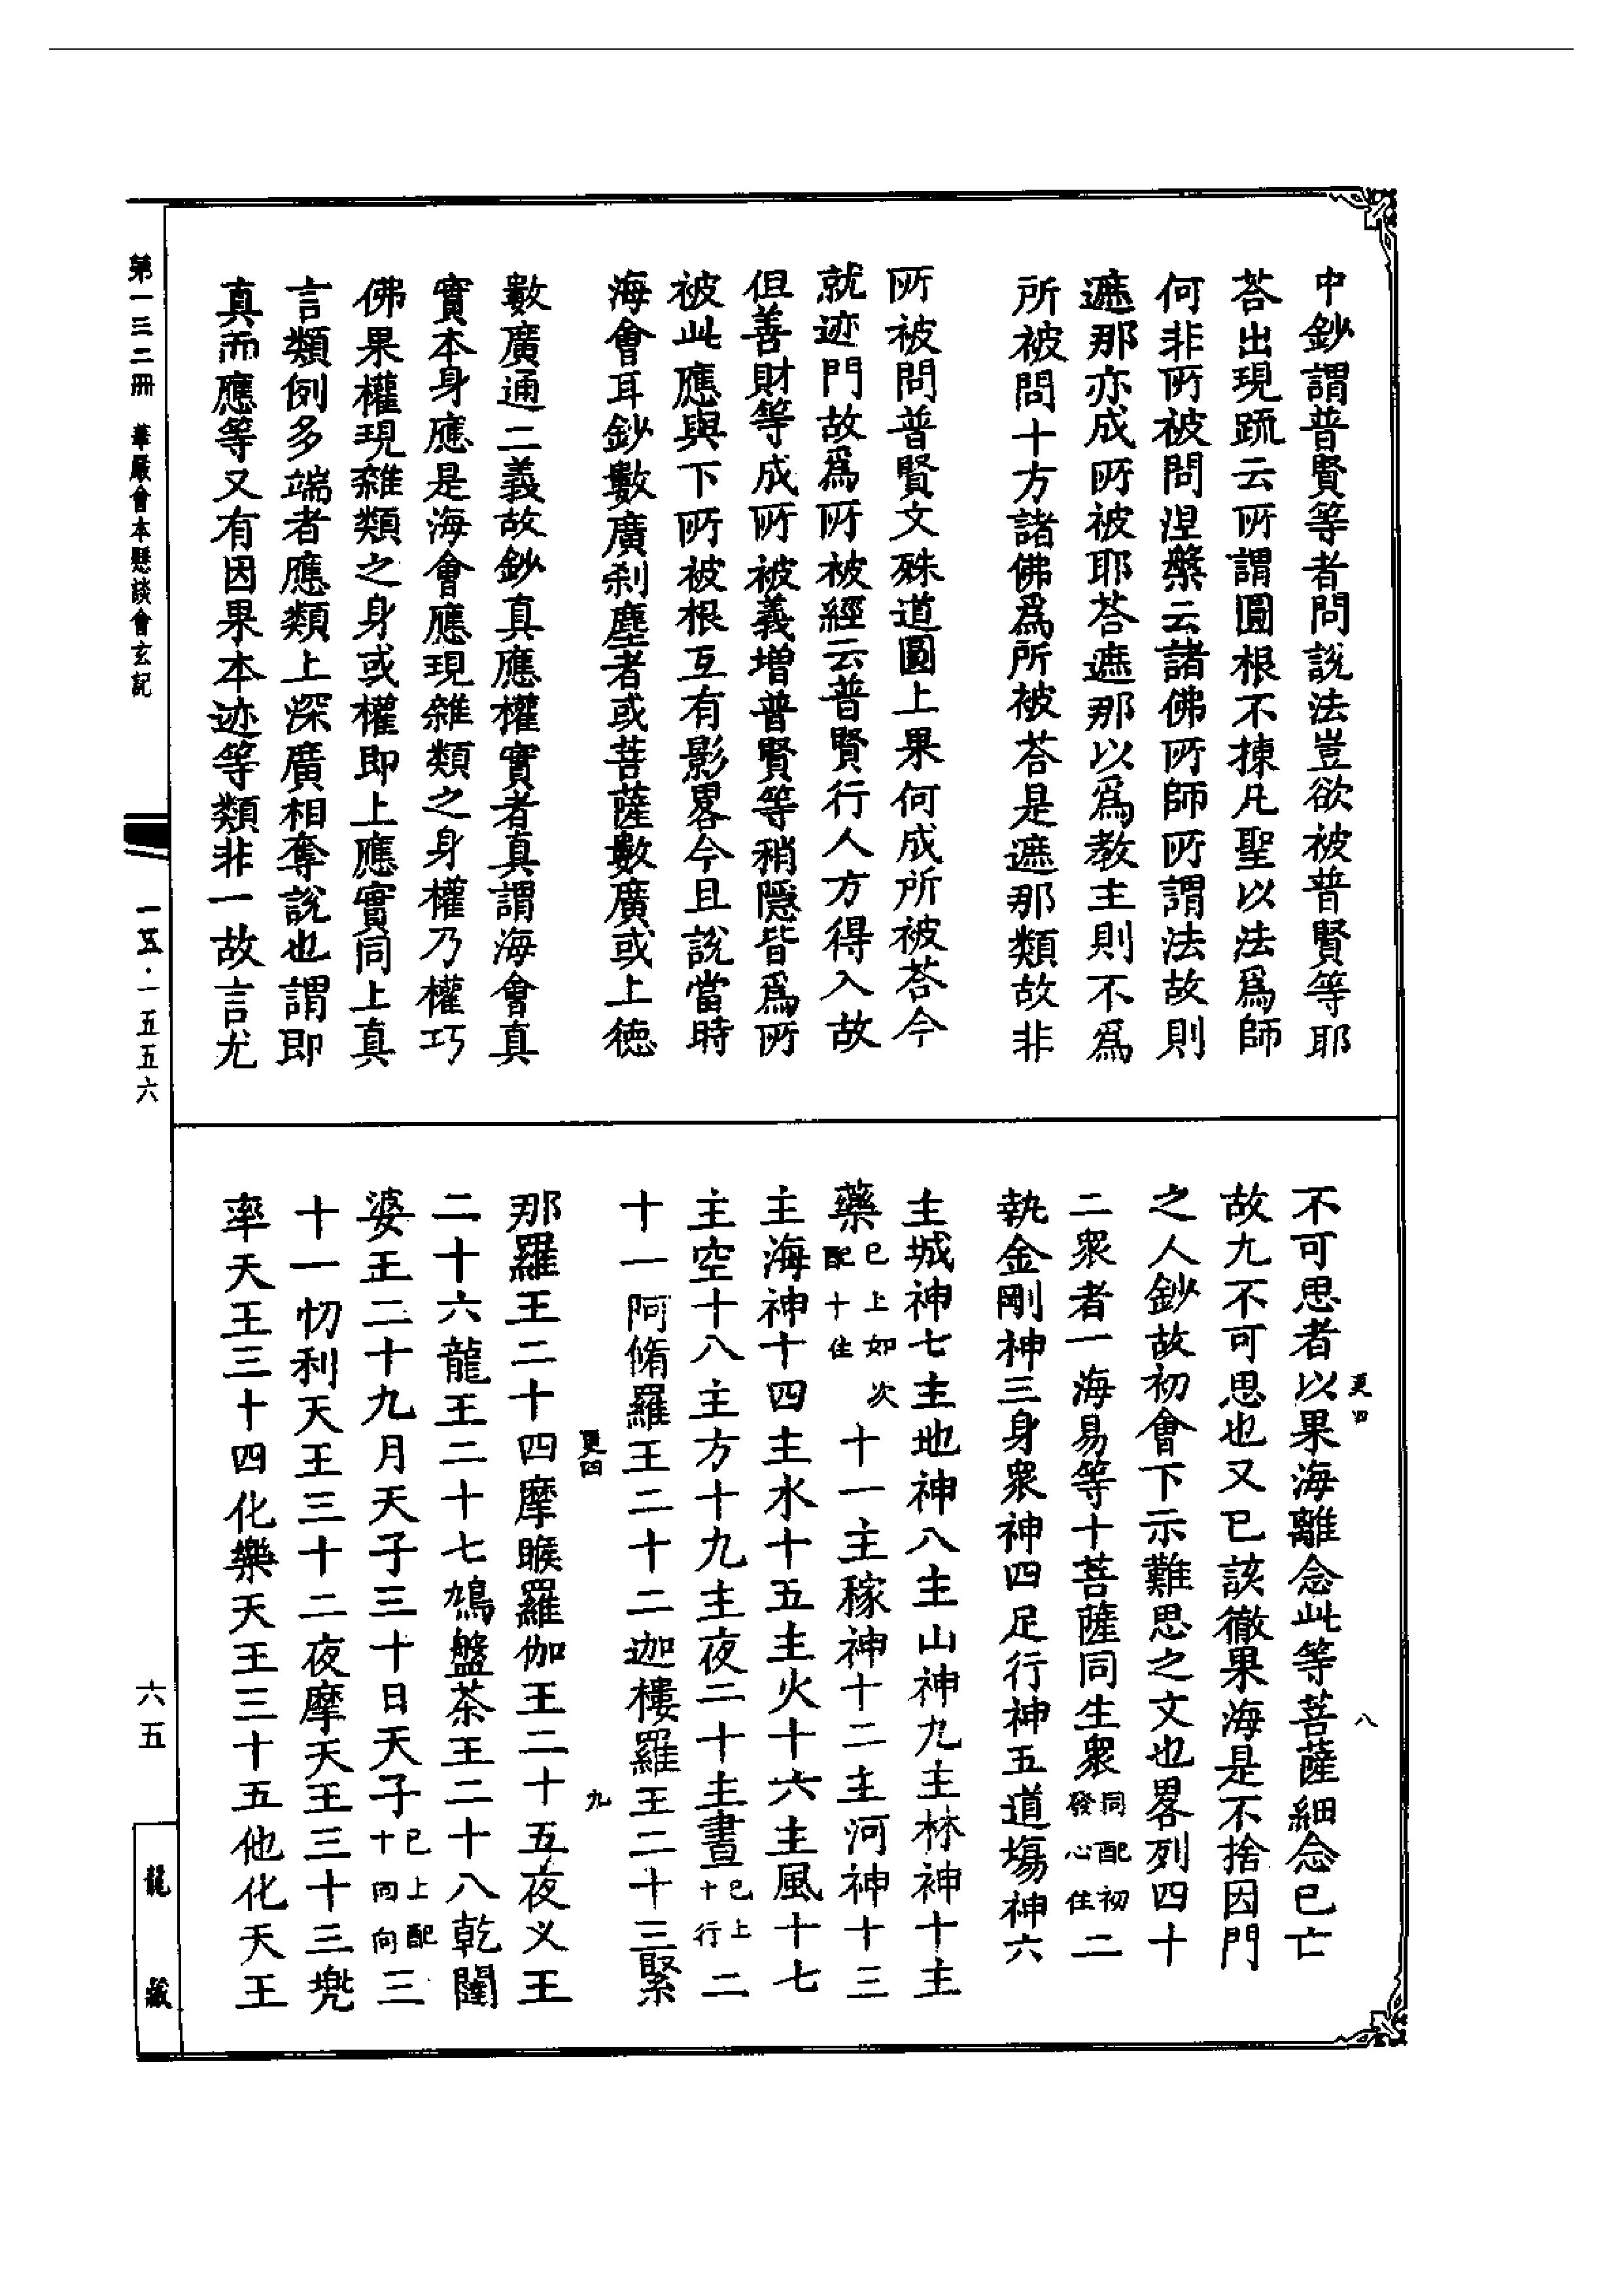 中鈔謂普賢等者問說法豈欲被普賢等耶
荅出現䟽云所謂圓根不揀凡聖以法爲師
何非所被問涅槃云諸佛所師所謂法故則
遮那亦成所被耶荅遮那以爲教主則不爲
所被問十方諸佛爲所被荅是遮那類故非
所被問普賢文殊道圓上果何成所被荅今
就迹門故爲所被經云普賢行人方得入故
但善財等成所被義增普賢等稍隱皆爲所
被此應與下所被根互有影畧今且說當時
海會耳鈔數廣刹塵者或菩薩數廣或上德
數廣通二義故鈔真應權實者真謂海會真
實本身應是海會應現雜類之身權乃權巧
佛果權現雜類之身或權即上應實同上真
言類例多端者應類上深廣相奪說也謂即
真而應等又有因果本迹等類非一故言尤
第一三二冊 華嚴會本懸談會玄記
一五·一五五六
更四 八
不可思者以果海離念此等菩薩細念已亡
故尤不可思也又已該徹果海是不捨因門
之人鈔故初會下示難思之文也畧列四十
二衆者一海易等十菩薩同生衆同配初發心住二
執金剛神三身衆神四足行神五道場神六
主城神七主地神八主山神九主林神十主
藥已上如次配十住十一主稼神十二主河神十三
主海神十四主水十五主火十六主風十七
主空十八主方十九主夜二十主晝已上十行二
十一阿脩羅王二十二迦樓羅王二十三緊
更四 九
那羅王二十四摩睺羅伽王二十五夜义王
二十六龍王二十七鳩盤茶王二十八乾闥
婆王二十九月天子三十日天子已上配十回向三
十一忉利天王三十二夜摩天王三十三兠
率天王三十四化樂天王三十五他化天王
六五
龍藏